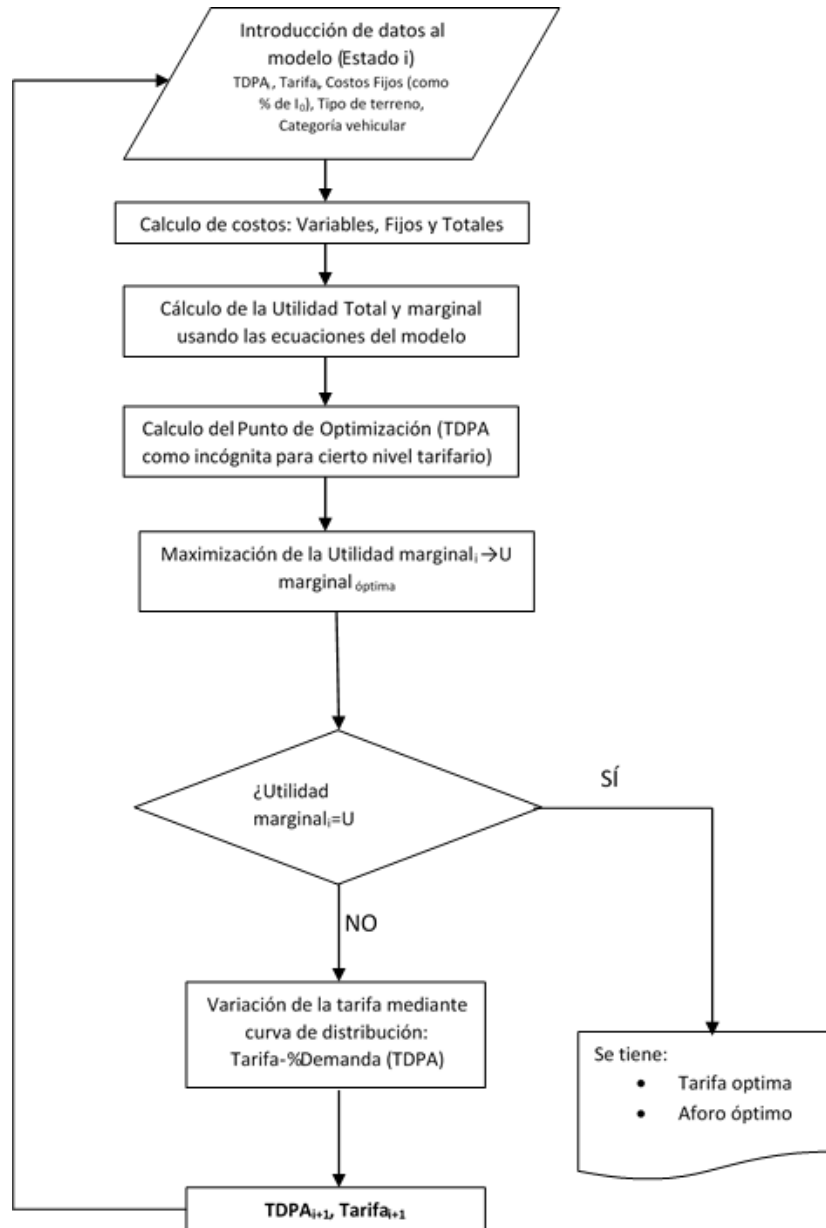 Introducción de datos al
modelo (Estado i)
TDPAᵢ, Tarifaᵢ, Costos Fijos (como
% de I₀), Tipo de terreno,
Categoría vehicular
Calculo de costos: Variables, Fijos y Totales
Cálculo de la Utilidad Total y marginal
usando las ecuaciones del modelo
Calculo del Punto de Optimización (TDPA
como incógnita para cierto nivel tarifario)
Maximización de la Utilidad marginalᵢ→U
marginal óptima
¿Utilidad
marginalᵢ=U
SÍ
NO
Variación de la tarifa mediante
curva de distribución:
Tarifa-%Demanda (TDPA)
Se tiene:
• Tarifa optima
• Aforo óptimo
TDPAᵢ₊₁, Tarifaᵢ₊₁